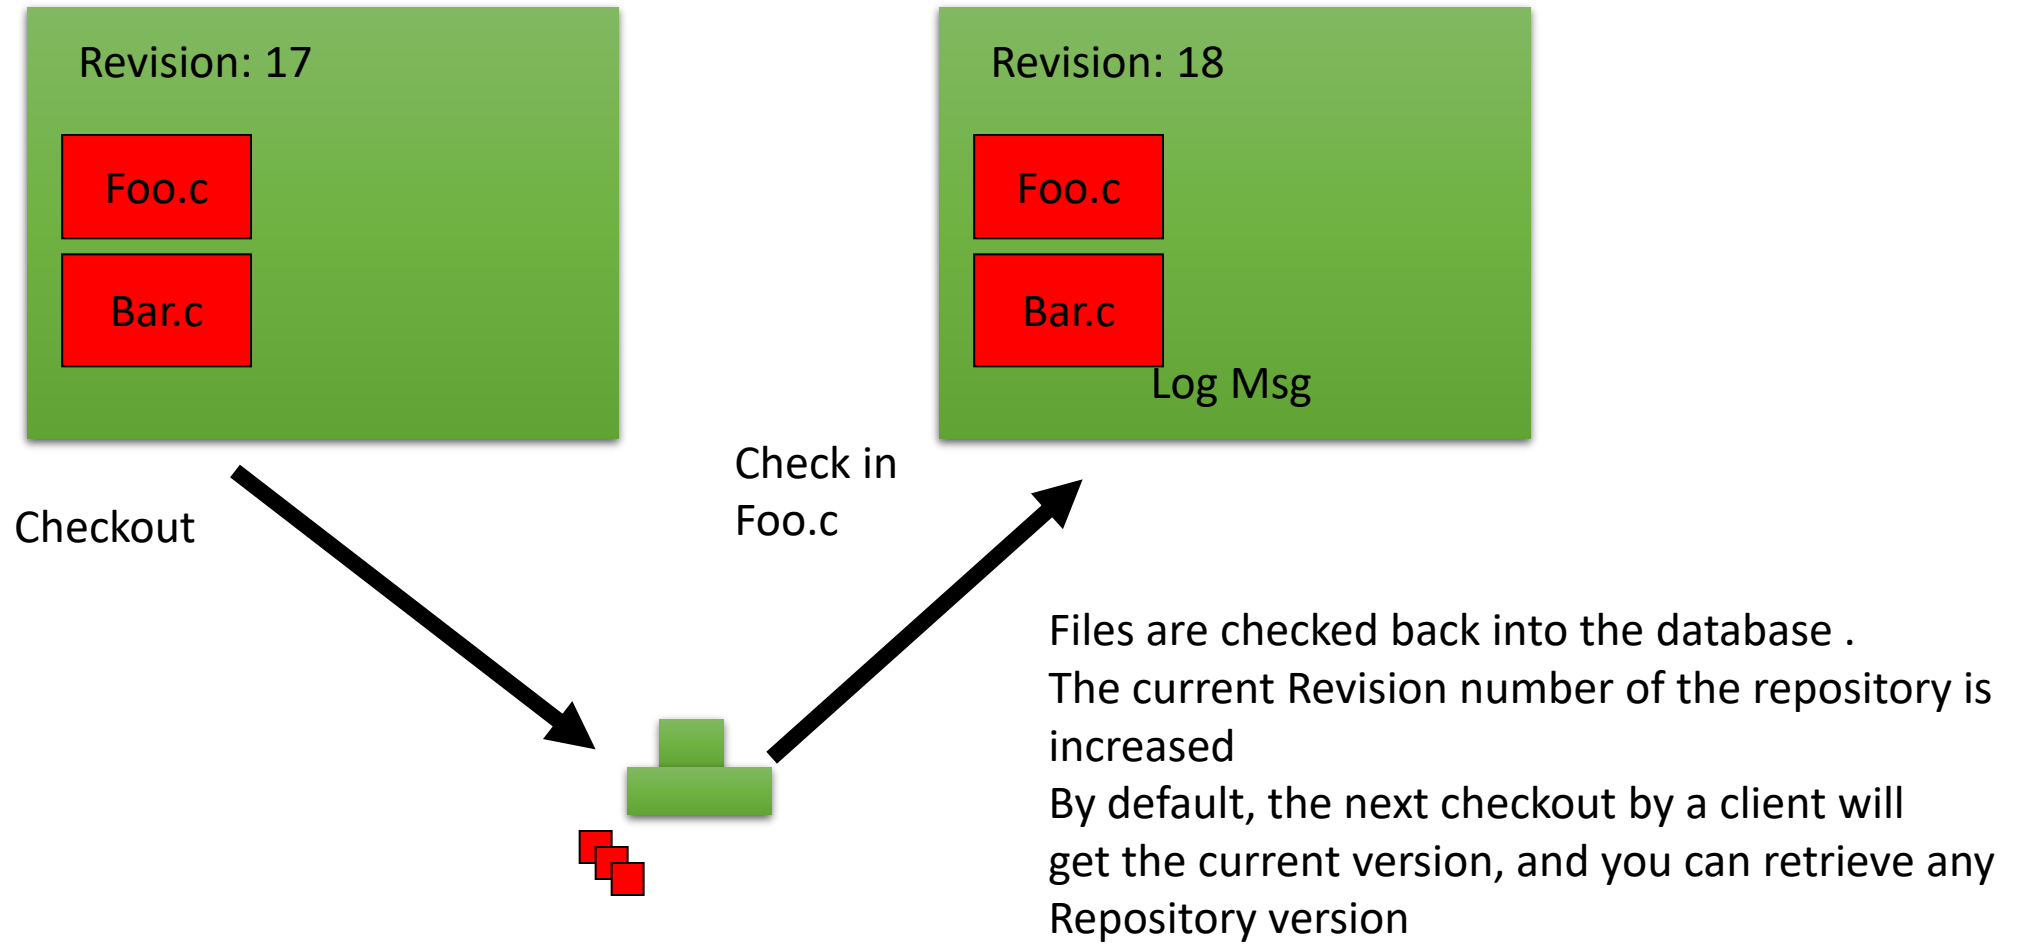 Revision: 17
Foo.c
Bar.c
Revision: 18
Foo.c
Bar.c
Log Msg
Checkout
Check in
Foo.c
Files are checked back into the database .
The current Revision number of the repository is
increased
By default, the next checkout by a client will
get the current version, and you can retrieve any
Repository version